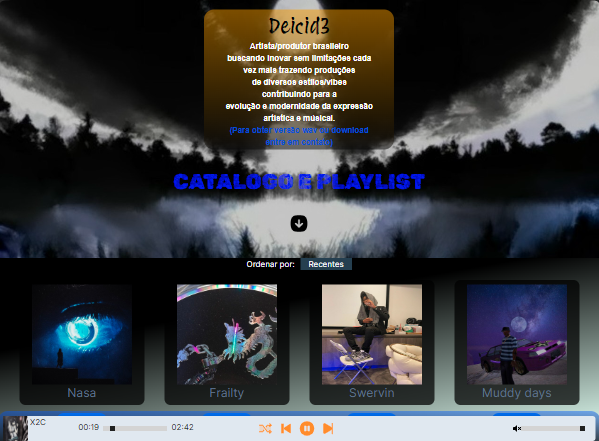 Deicid3
Artista/produtor brasileiro
buscando inovar sem limitações cada
vez mais trazendo produções
de diversos estilos/vibes
contribuindo para a
evolução e modernidade da expressão
artística e musical.
(Para obter versão wav ou download
entre em contato)
CATÁLOGO E PLAYLIST
Ordenar por: Recentes
Nasa Frailty Swervin Muddy days
X2C
00:19 02:42